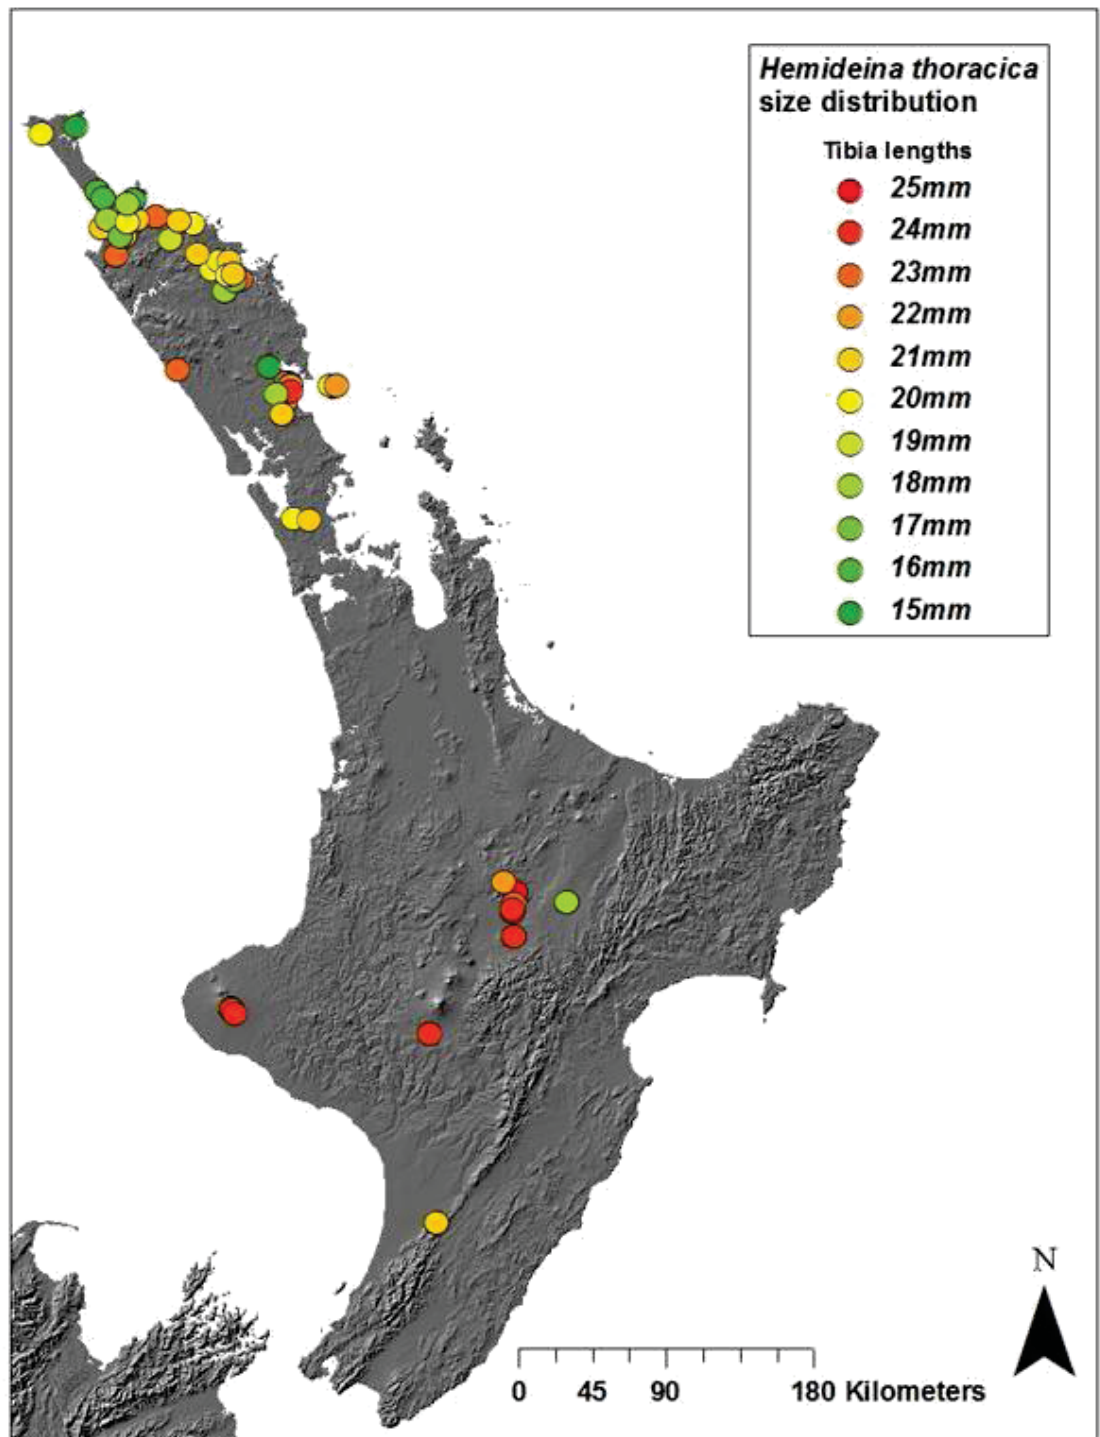 Hemideina thoracica
size distribution
Tibia lengths
25mm
24mm
23mm
22mm
21mm
20mm
19mm
18mm
17mm
16mm
15mm
N
0 45 90 180 Kilometers